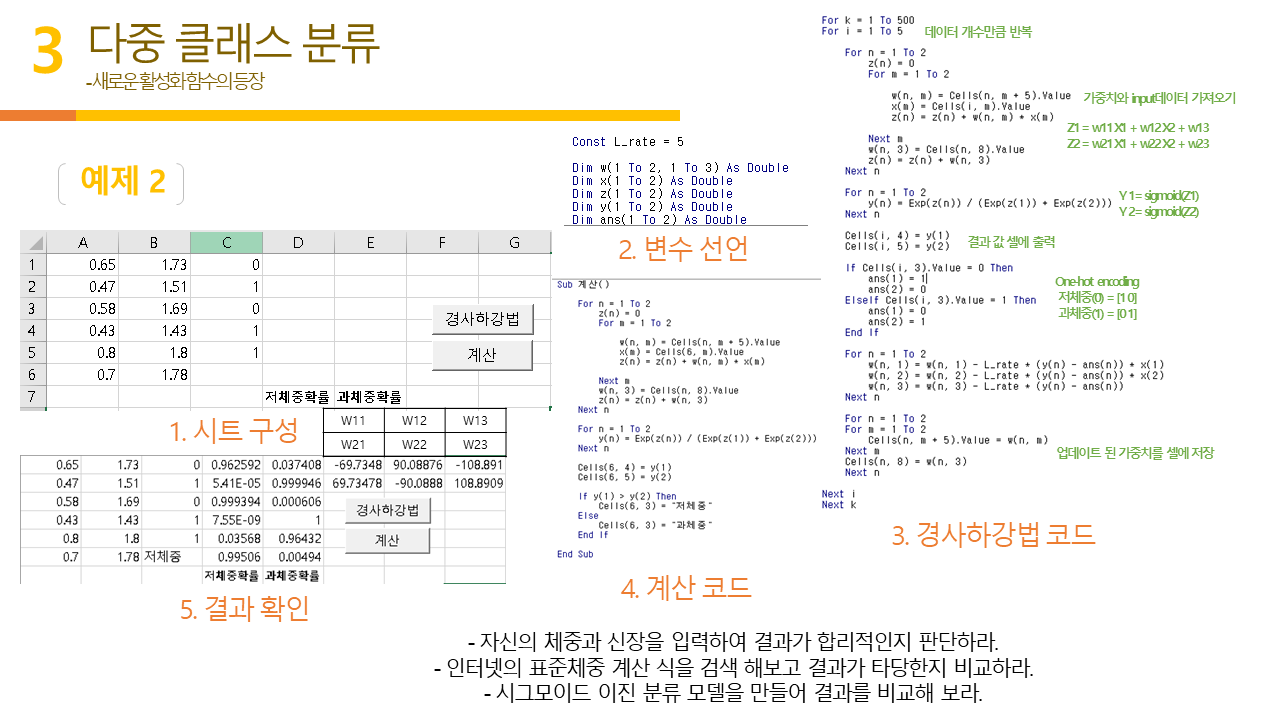 3 다중 클래스 분류
-새로운 활성화 함수의 등장
예제 2
A B C D E F G
1 0.65 1.73 0
2 0.47 1.51 1
3 0.58 1.69 0
4 0.43 1.43 1
5 0.8 1.8 1
6 0.7 1.78
7 저체중확률 과체중확률
경사하강법
계산
1. 시트 구성
W11 W12 W13
W21 W22 W23
0.65 1.73 0 0.962592 0.037408 -69.7348 90.08876 -108.891
0.47 1.51 1 5.41E-05 0.999946 69.73478 -90.0888 108.8909
0.58 1.69 0 0.999394 0.000606
0.43 1.43 1 7.55E-09 1
0.8 1.8 1 0.03568 0.96432
0.7 1.78 저체중 0.99506 0.00494
저체중확률 과체중확률
경사하강법
계산
5. 결과 확인
Const L_rate = 5
Dim w(1 To 2, 1 To 3) As Double
Dim x(1 To 2) As Double
Dim z(1 To 2) As Double
Dim y(1 To 2) As Double
Dim ans(1 To 2) As Double
2. 변수 선언
Sub 계산()
For n = 1 To 2
z(n) = 0
For m = 1 To 2
w(n, m) = Cells(n, m + 5).Value
x(m) = Cells(6, m).Value
z(n) = z(n) + w(n, m) * x(m)
Next m
w(n, 3) = Cells(n, 8).Value
z(n) = z(n) + w(n, 3)
Next n
For n = 1 To 2
y(n) = Exp(z(n)) / (Exp(z(1)) + Exp(z(2)))
Next n
Cells(6, 4) = y(1)
Cells(6, 5) = y(2)
If y(1) > y(2) Then
Cells(6, 3) = "저체중"
Else
Cells(6, 3) = "과체중"
End If
End Sub
4. 계산 코드
For k = 1 To 500
For i = 1 To 5 데이터 개수만큼 반복
For n = 1 To 2
z(n) = 0
For m = 1 To 2
w(n, m) = Cells(n, m + 5).Value 가중치와 input데이터 가져오기
x(m) = Cells(i, m).Value
z(n) = z(n) + w(n, m) * x(m)
Z1 = w11X1 + w12X2 + w13
Next m
Z2 = w21X1 + w22X2 + w23
w(n, 3) = Cells(n, 8).Value
z(n) = z(n) + w(n, 3)
Next n
For n = 1 To 2 Y1= sigmoid(Z1)
y(n) = Exp(z(n)) / (Exp(z(1)) + Exp(z(2)))
Next n Y2= sigmoid(Z2)
Cells(i, 4) = y(1)
Cells(i, 5) = y(2) 결과 값 셀에 출력
If Cells(i, 3).Value = 0 Then
ans(1) = 1 One-hot encoding
ans(2) = 0 저체중(0) = [1 0]
ElseIf Cells(i, 3).Value = 1 Then
ans(1) = 0 과체중(1) = [0 1]
ans(2) = 1
End If
For n = 1 To 2
w(n, 1) = w(n, 1) - L_rate * (y(n) - ans(n)) * x(1)
w(n, 2) = w(n, 2) - L_rate * (y(n) - ans(n)) * x(2)
w(n, 3) = w(n, 3) - L_rate * (y(n) - ans(n))
Next n
For n = 1 To 2
For m = 1 To 2
Cells(n, m + 5).Value = w(n, m)
Next m 업데이트 된 가중치를 셀에 저장
Cells(n, 8) = w(n, 3)
Next n
Next i
Next k
3. 경사하강법 코드
- 자신의 체중과 신장을 입력하여 결과가 합리적인지 판단하라.
- 인터넷의 표준체중 계산 식을 검색 해보고 결과가 타당한지 비교하라.
- 시그모이드 이진 분류 모델을 만들어 결과를 비교해 보라.